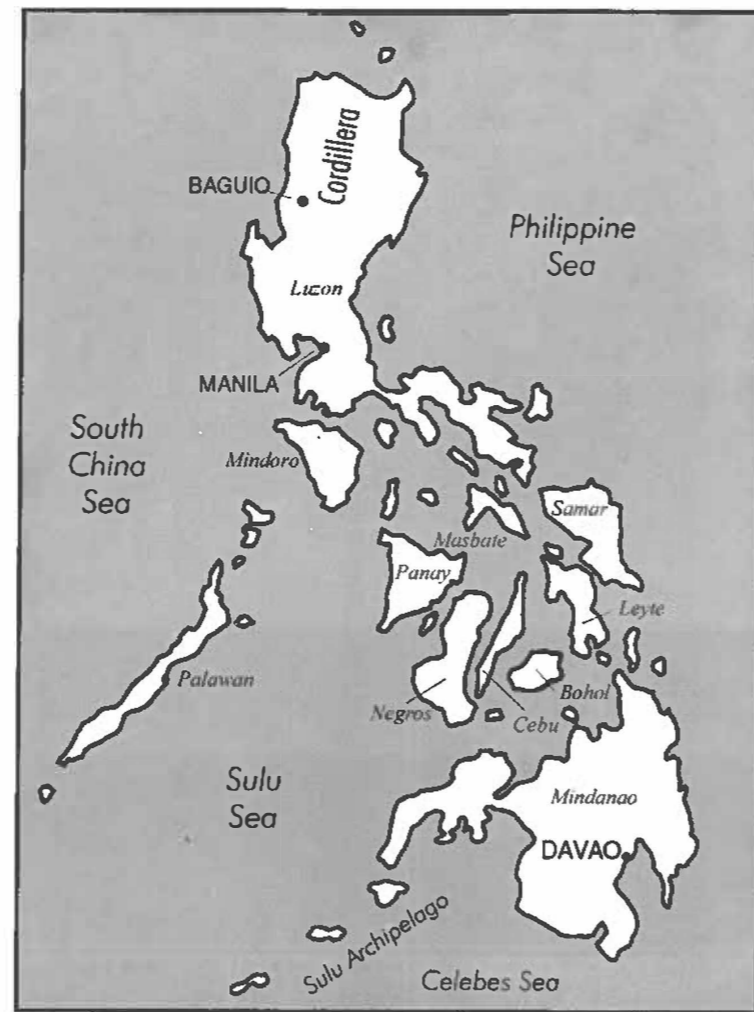 Cordillera
BAGUIO
Philippine
Sea
Luzon
MANILA
South
China
Sea
Mindoro
Samar
Masbate
Panay
Leyte
Palawan
Negros
Cebu
Bohol
Sulu
Sea
Mindanao
DAVAO
Sulu Archipelago
Celebes Sea